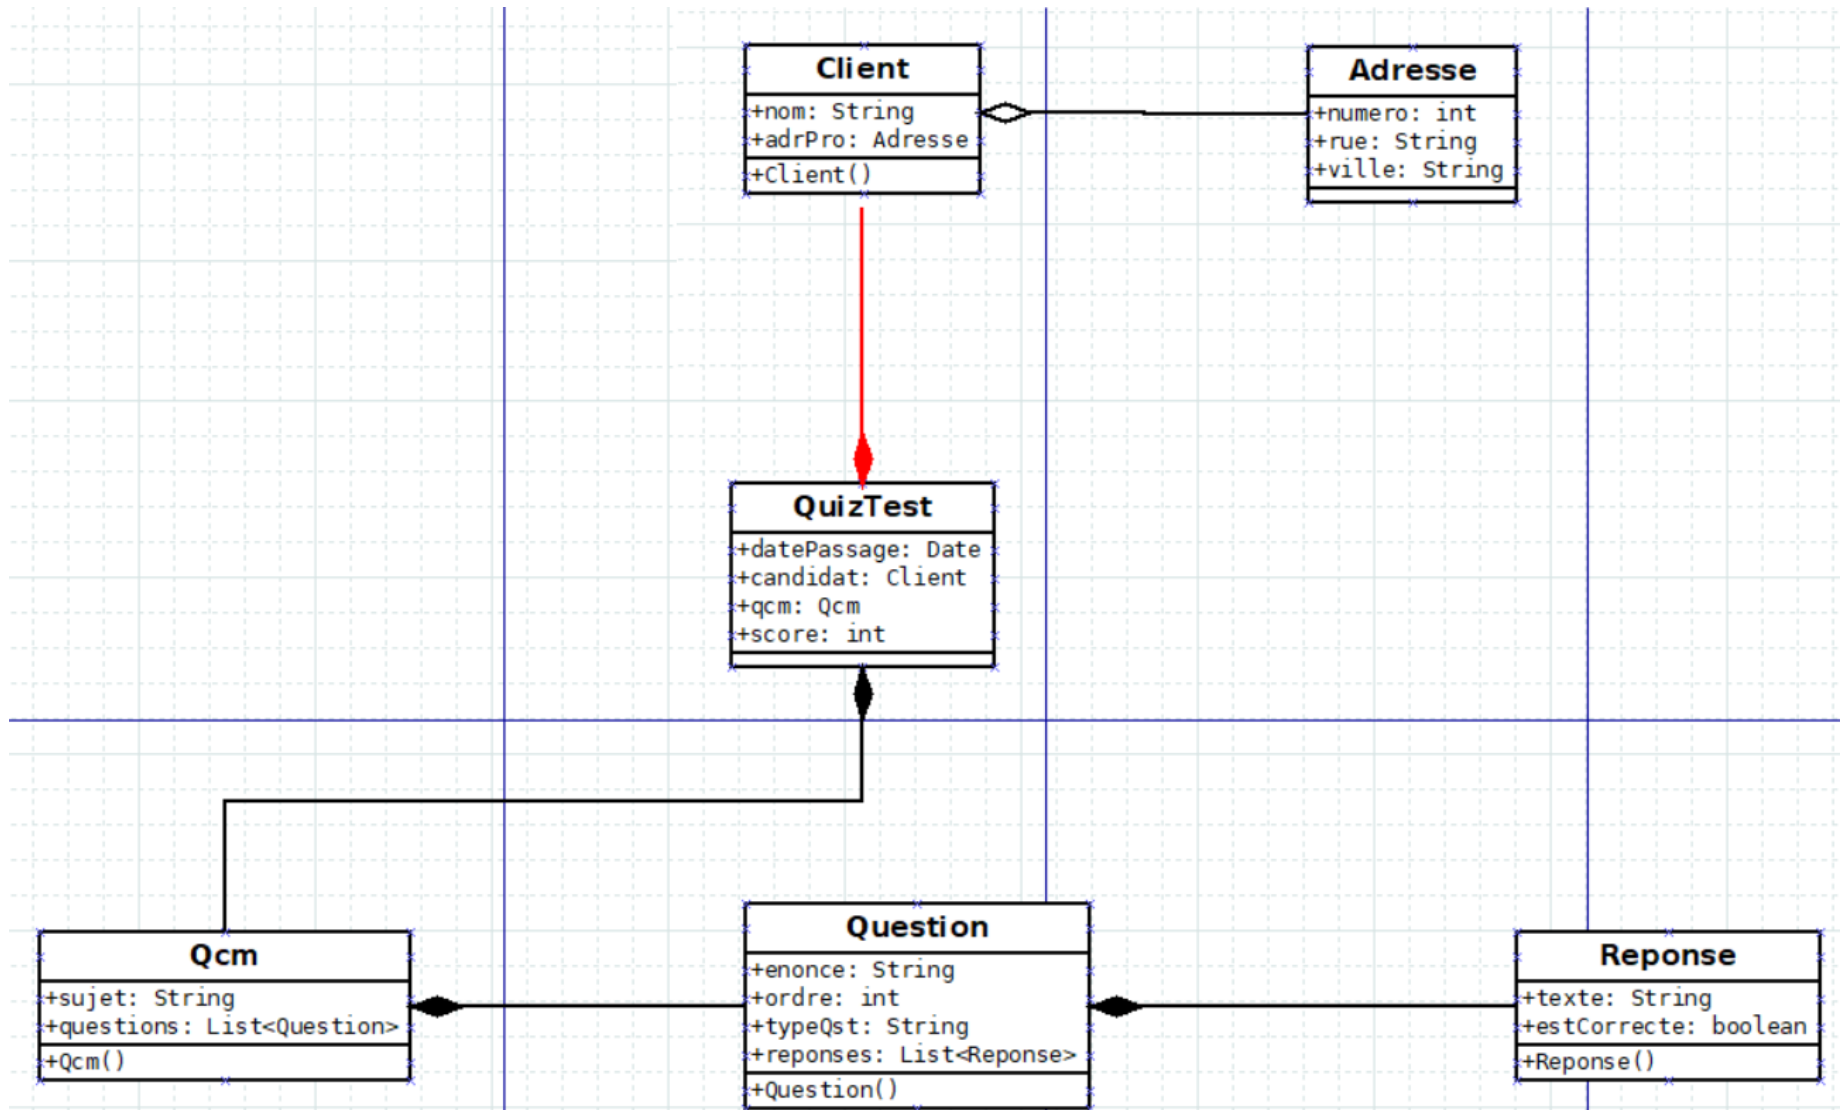 Client
+nom: String
+adrPro: Adresse
+Client()
Adresse
+numero: int
+rue: String
+ville: String
QuizTest
+datePassage: Date
+candidat: Client
+qcm: Qcm
+score: int
Qcm
+sujet: String
+questions: List<Question>
+Qcm()
Question
+enonce: String
+ordre: int
+typeQst: String
+reponses: List<Reponse>
+Question()
Reponse
+texte: String
+estCorrecte: boolean
+Reponse()